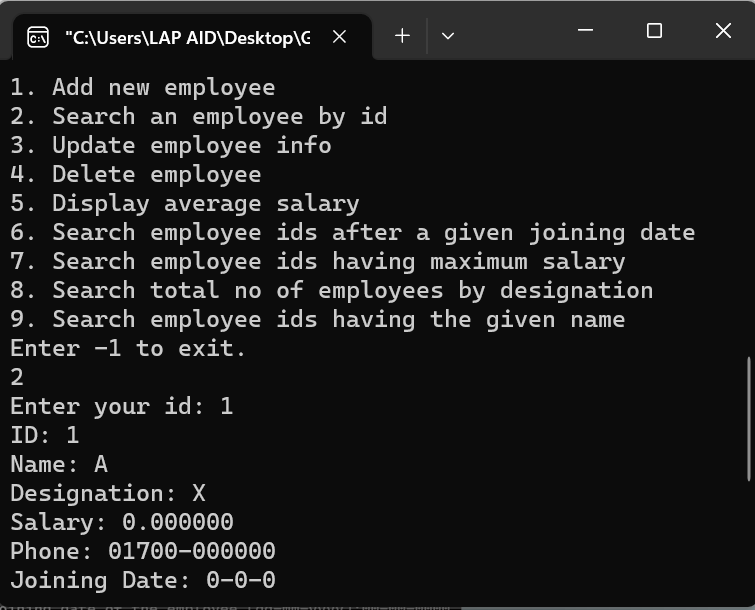 "C:\Users\LAP AID\Desktop\G
1. Add new employee
2. Search an employee by id
3. Update employee info
4. Delete employee
5. Display average salary
6. Search employee ids after a given joining date
7. Search employee ids having maximum salary
8. Search total no of employees by designation
9. Search employee ids having the given name
Enter -1 to exit.
2
Enter your id: 1
ID: 1
Name: A
Designation: X
Salary: 0.000000
Phone: 01700-000000
Joining Date: 0-0-0